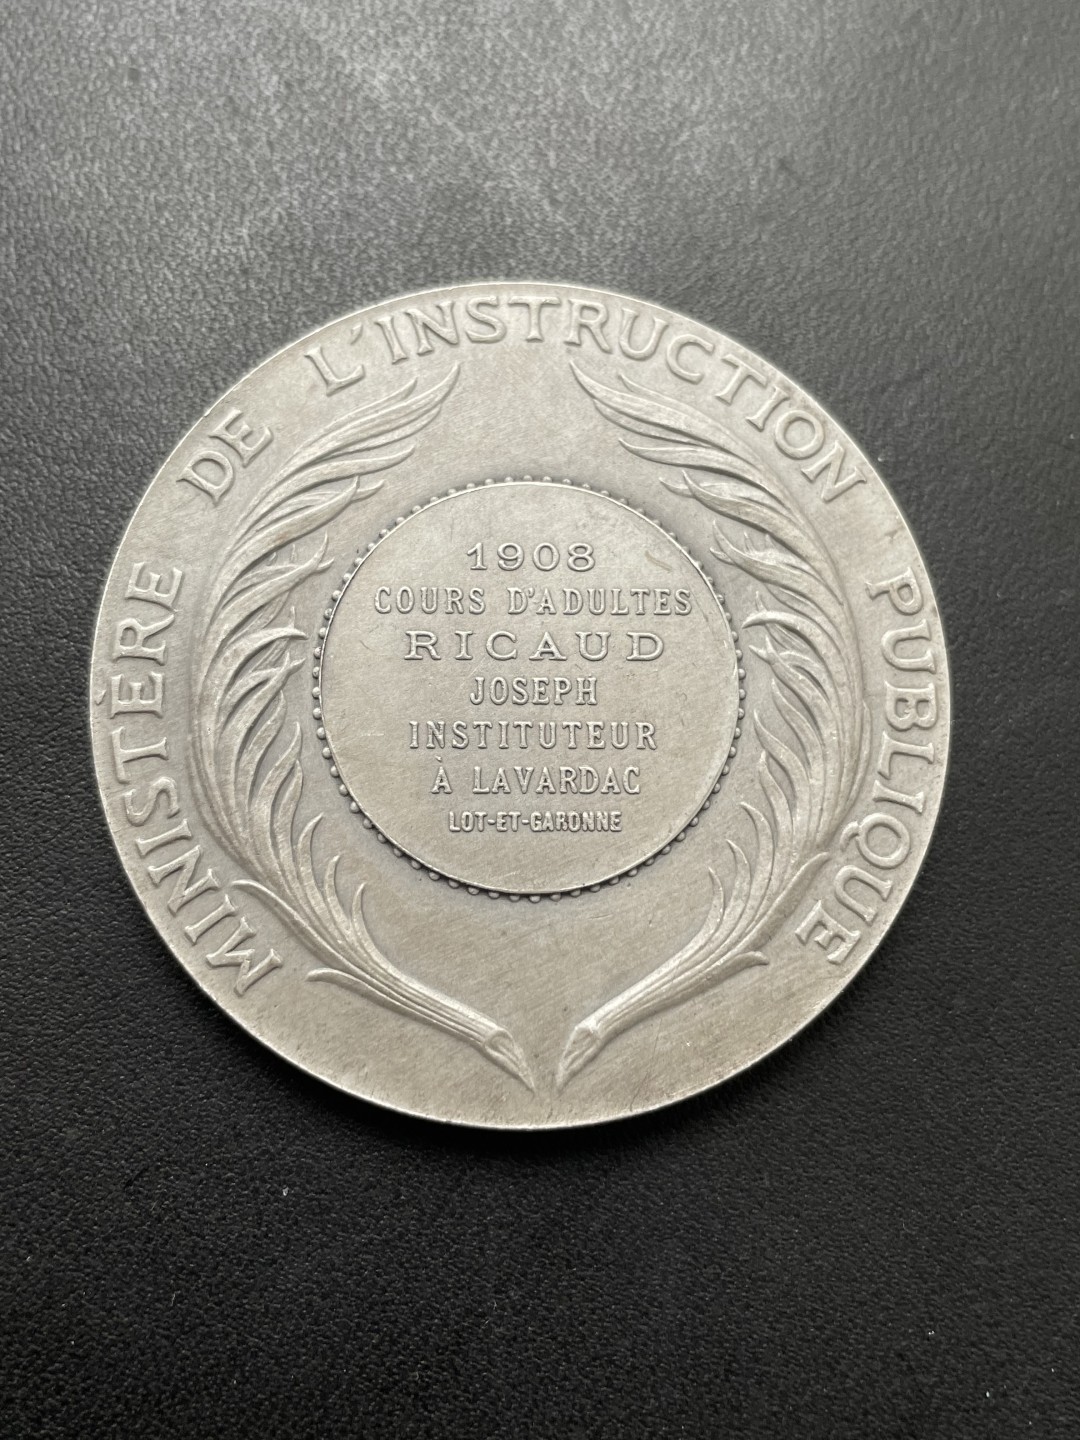 MINISTÈRE DE L'INSTRUCTION PUBLIQUE
1908
COURS D'ADULTES
RICAUD
JOSEPH
INSTITUTEUR
À LAVARDAC
LOT-ET-GARONNE